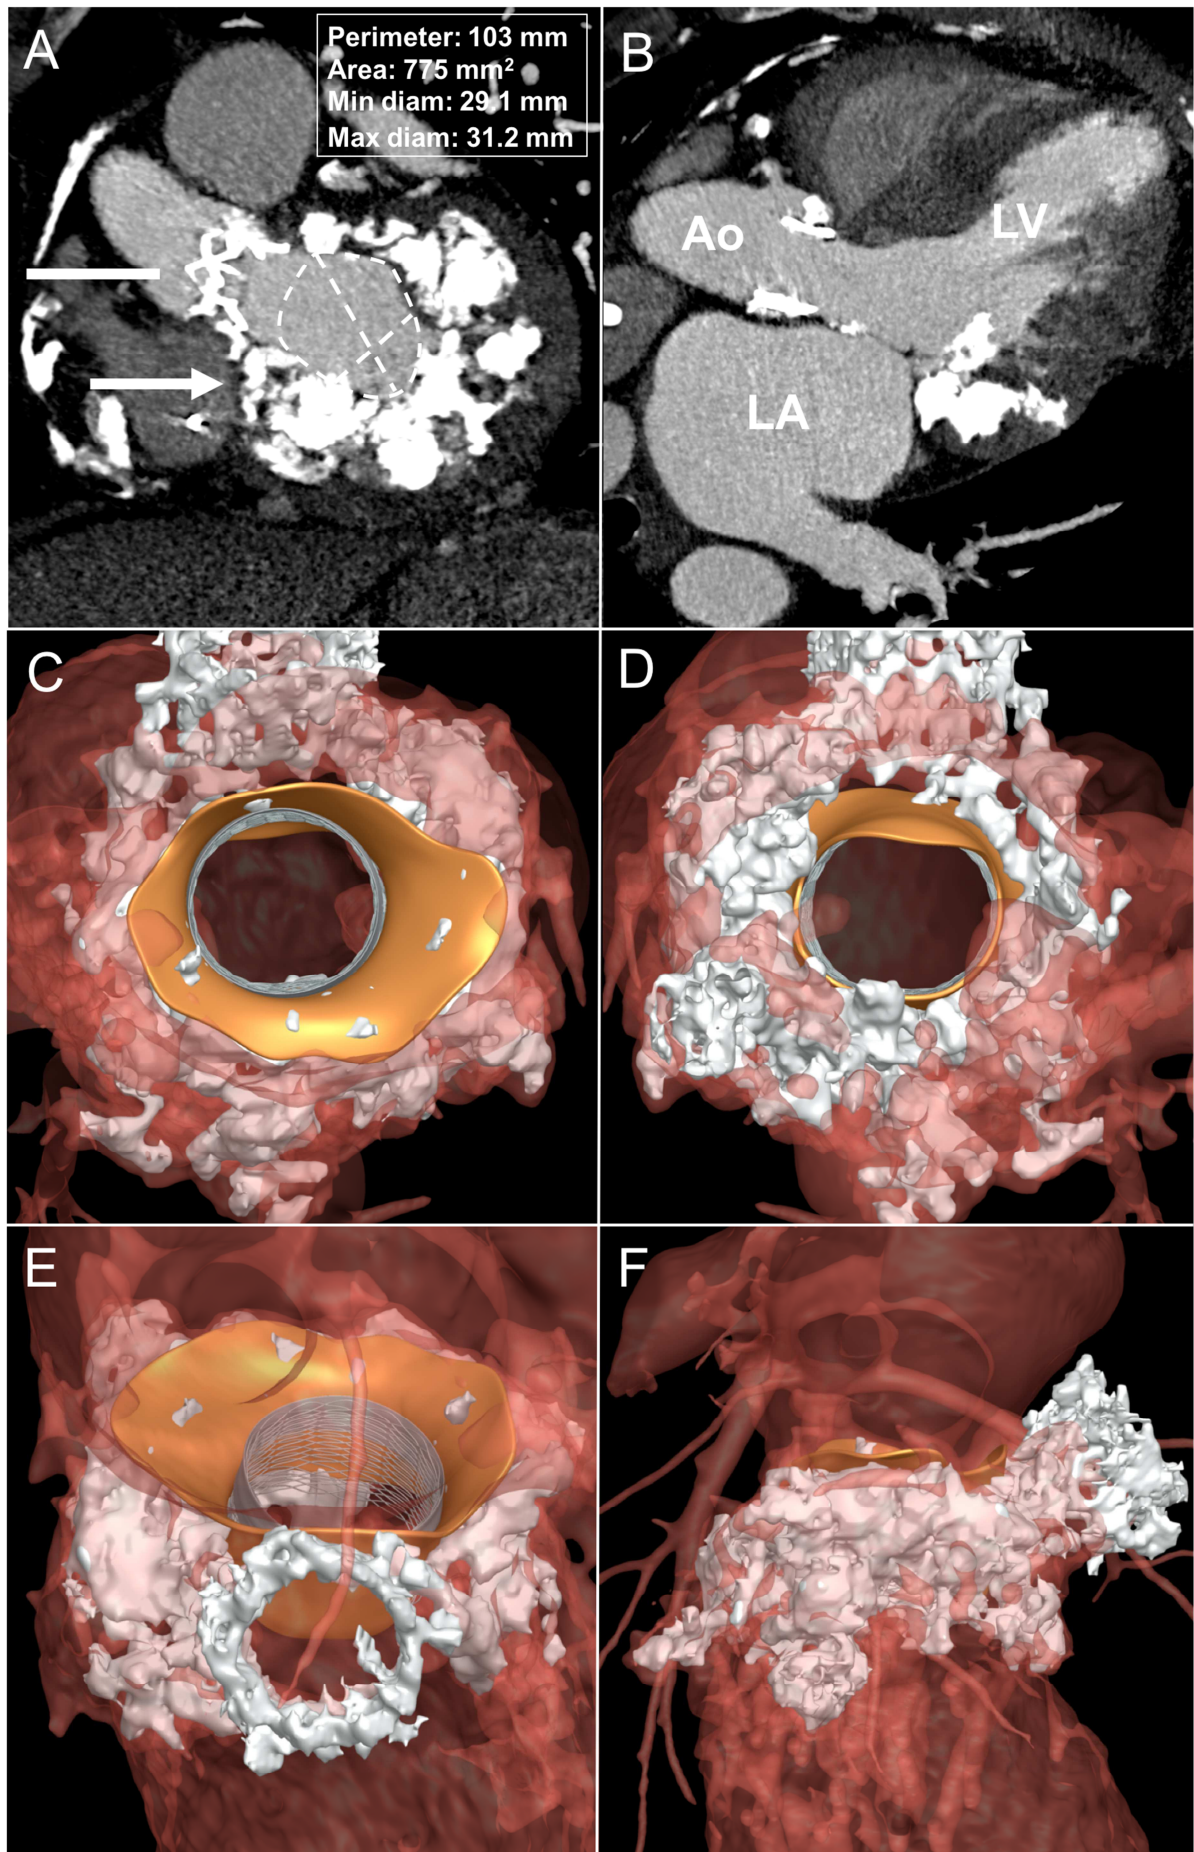 A
Perimeter: 103 mm
Area: 775 mm²
Min diam: 29.1 mm
Max diam: 31.2 mm
B
Ao
LV
LA
C
D
E
F